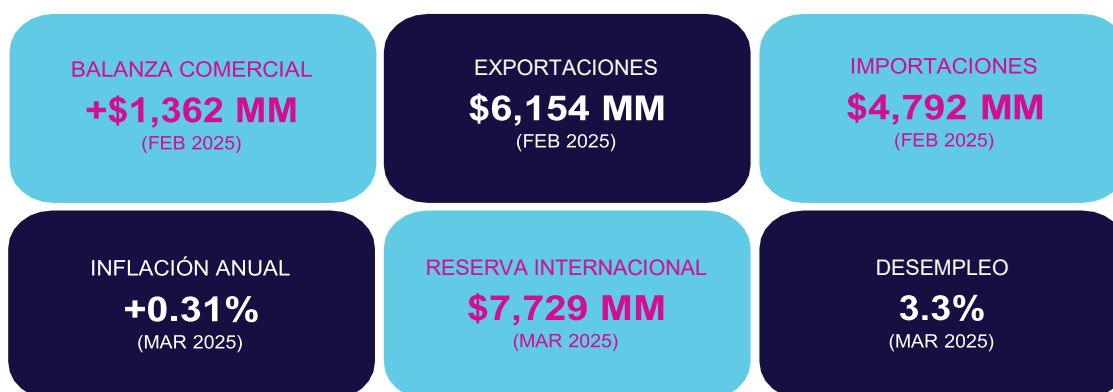 BALANZA COMERCIAL
+$1,362 MM
(FEB 2025)
EXPORTACIONES
$6,154 MM
(FEB 2025)
IMPORTACIONES
$4,792 MM
(FEB 2025)
INFLACIÓN ANUAL
+0.31%
(MAR 2025)
RESERVA INTERNACIONAL
$7,729 MM
(MAR 2025)
DESEMPLEO
3.3%
(MAR 2025)